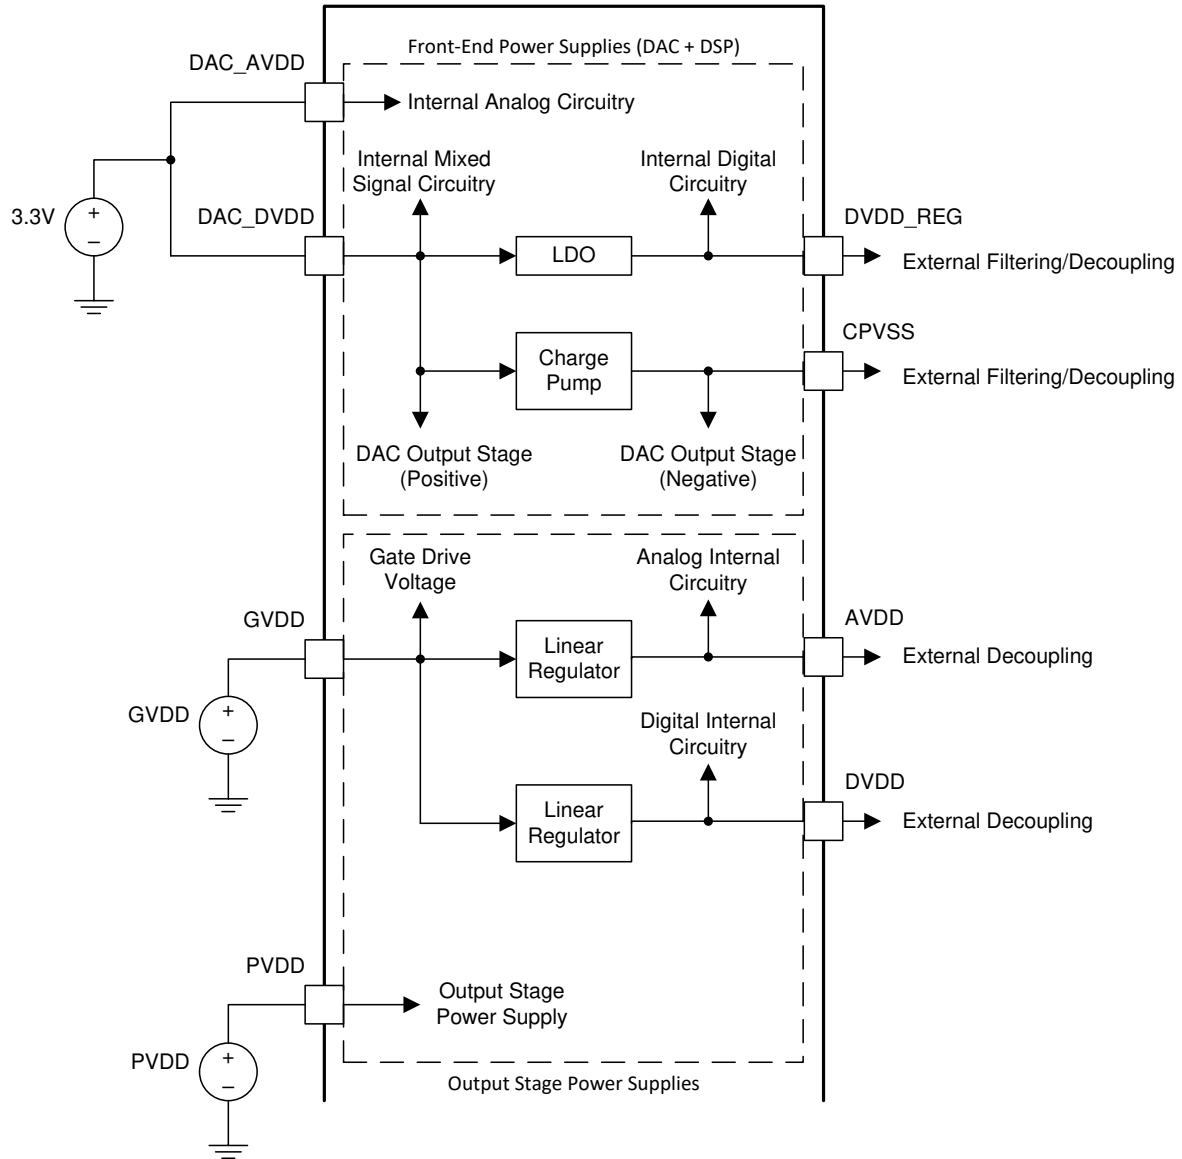 Front-End Power Supplies (DAC + DSP)
DAC_AVDD
Internal Analog Circuitry
Internal Mixed
Signal Circuitry
Internal Digital
Circuitry
3.3V
+
−
DAC_DVDD
LDO
DVDD_REG
External Filtering/Decoupling
Charge
Pump
CPVSS
External Filtering/Decoupling
DAC Output Stage
(Positive)
DAC Output Stage
(Negative)
Gate Drive
Voltage
Analog Internal
Circuitry
GVDD
Linear
Regulator
AVDD
External Decoupling
GVDD
+
−
Digital Internal
Circuitry
Linear
Regulator
DVDD
External Decoupling
PVDD
Output Stage
Power Supply
PVDD
+
−
Output Stage Power Supplies